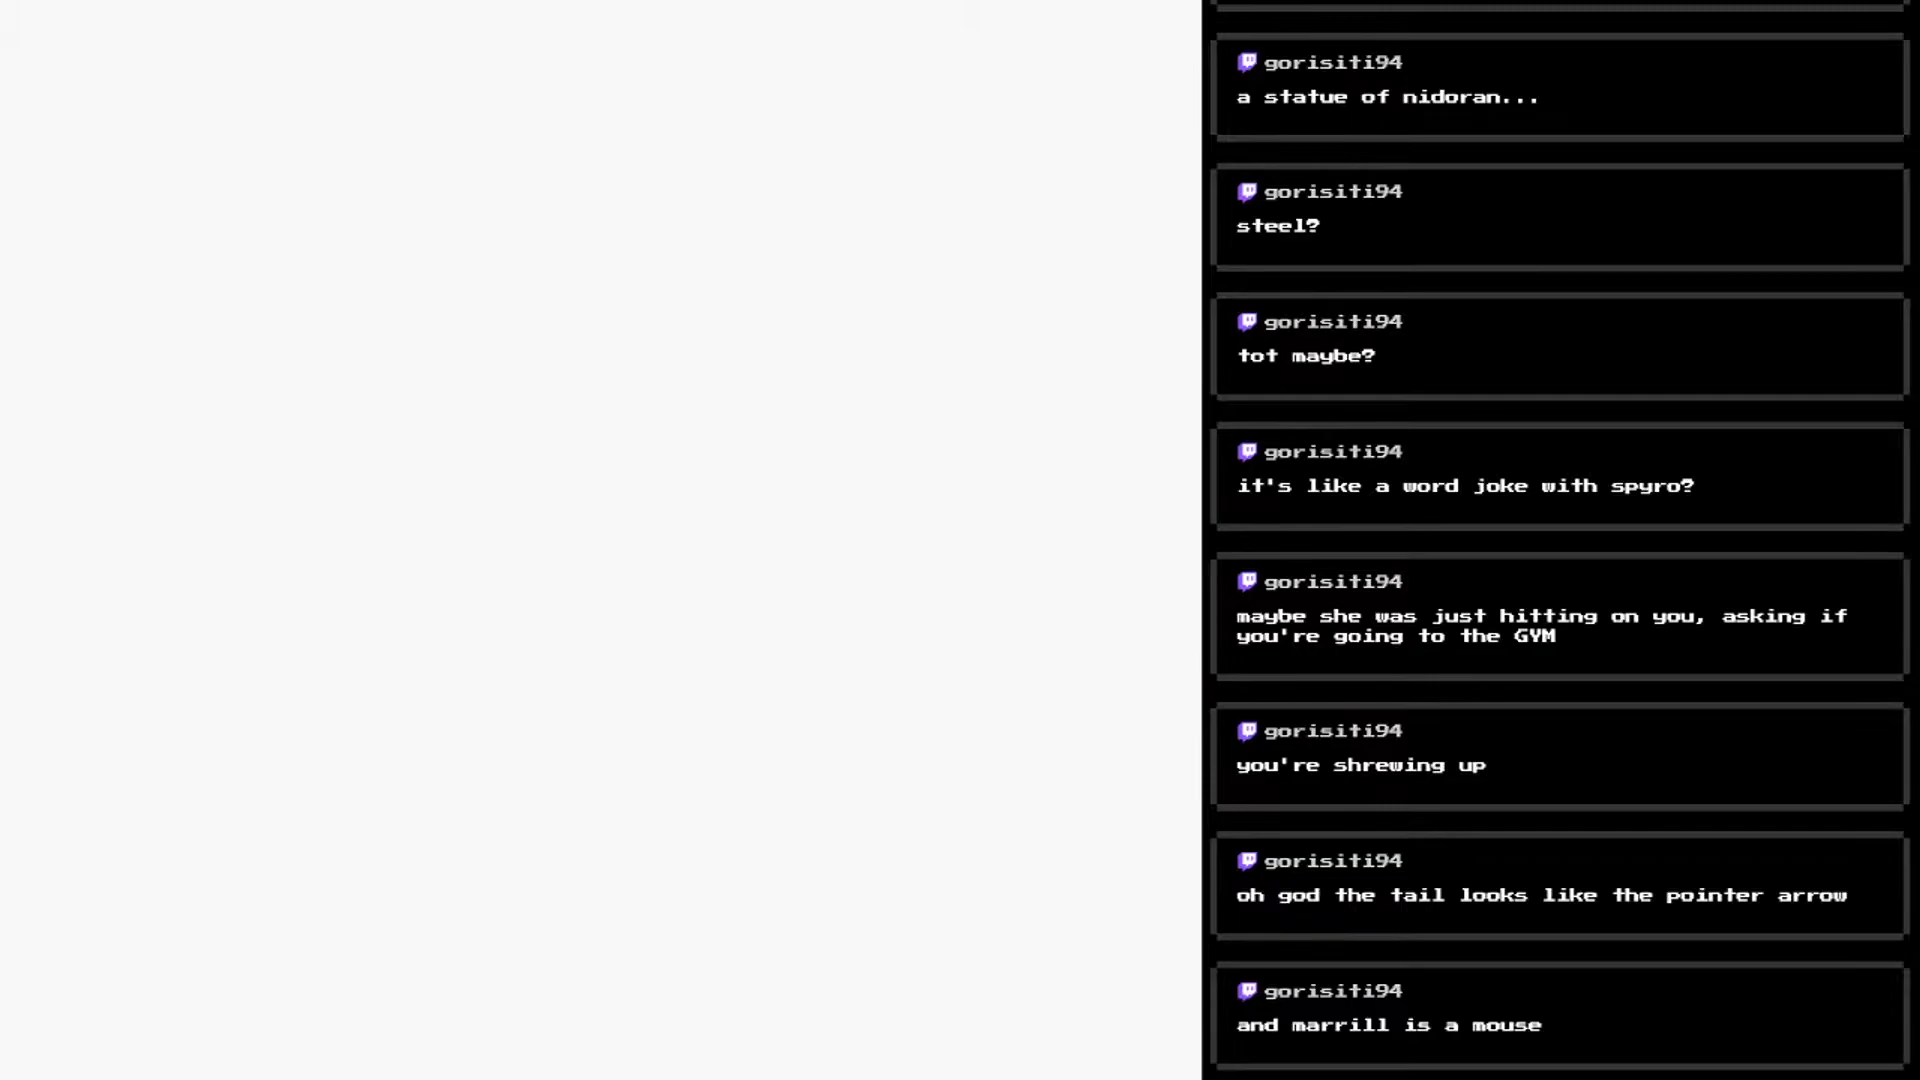 gorisiti94
a statue of nidoran...
gorisiti94
steel?
gorisiti94
tot maybe?
gorisiti94
it's like a word joke with spyro?
gorisiti94
maybe she was just hitting on you, asking if
you're going to the GYM
gorisiti94
you're shrewing up
gorisiti94
oh god the tail looks like the pointer arrow
gorisiti94
and marrill is a mouse